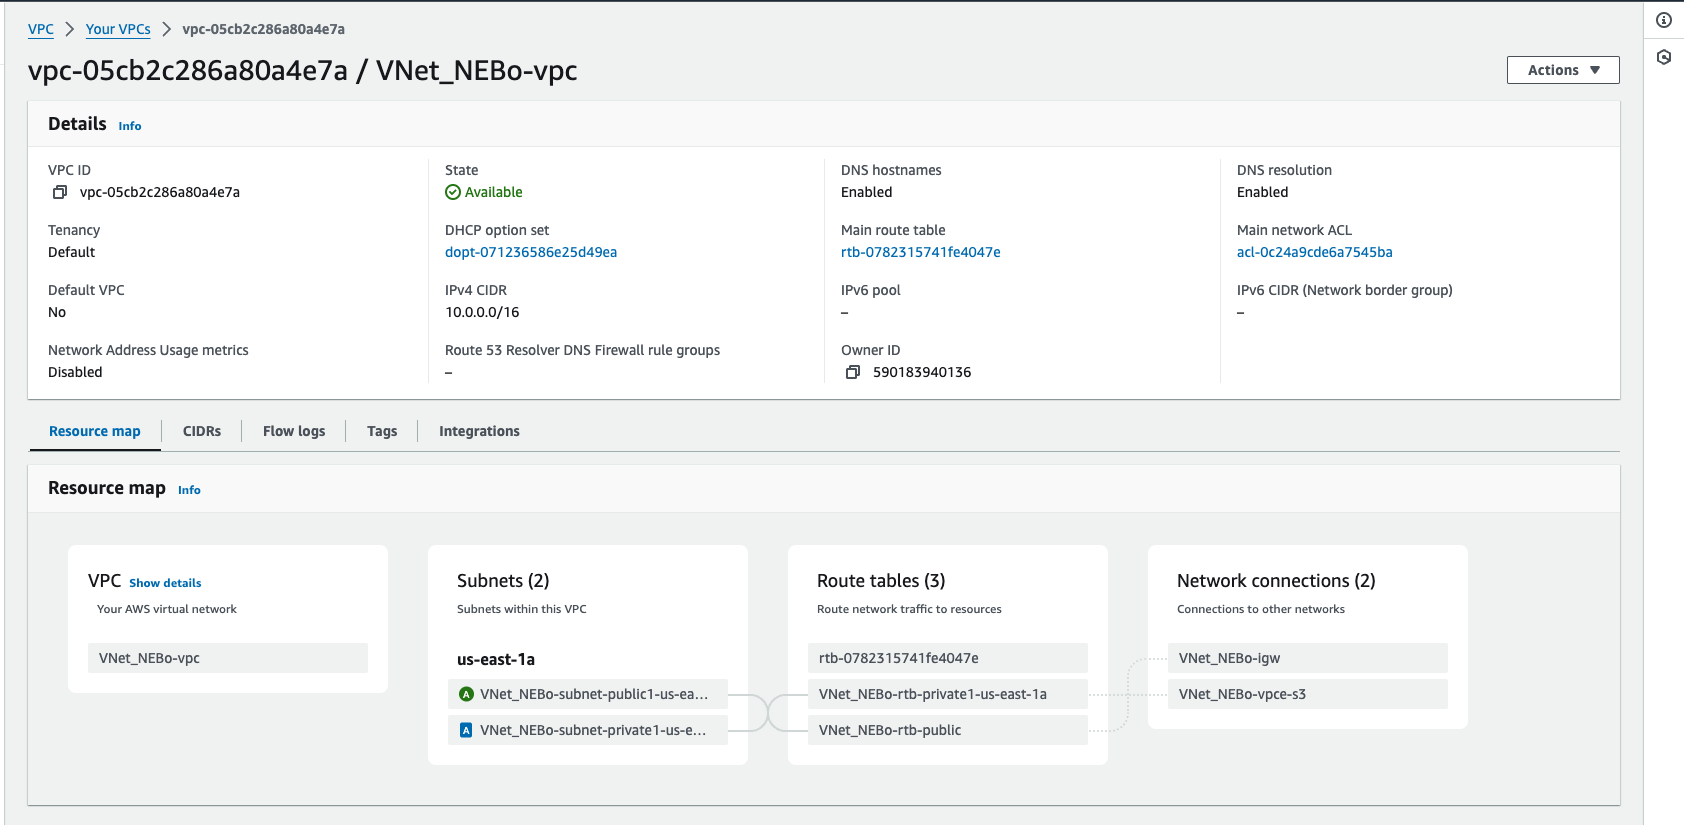 VPC > Your VPCs > vpc-05cb2c286a80a4e7a
vpc-05cb2c286a80a4e7a / VNet_NEBo-vpc
Actions ▼
Details Info
VPC ID
vpc-05cb2c286a80a4e7a
State
Available
DNS hostnames
Enabled
DNS resolution
Enabled
Tenancy
Default
DHCP option set
dopt-071236586e25d49ea
Main route table
rtb-0782315741fe4047e
Main network ACL
acl-0c24a9cde6a7545ba
Default VPC
No
IPv4 CIDR
10.0.0.0/16
IPv6 pool
–
IPv6 CIDR (Network border group)
–
Network Address Usage metrics
Disabled
Route 53 Resolver DNS Firewall rule groups
–
Owner ID
590183940136
Resource map CIDRs Flow logs Tags Integrations
Resource map Info
VPC Show details
Your AWS virtual network
VNet_NEBo-vpc
Subnets (2)
Subnets within this VPC
us-east-1a
A VNet_NEBo-subnet-public1-us-ea...
A VNet_NEBo-subnet-private1-us-e...
Route tables (3)
Route network traffic to resources
rtb-0782315741fe4047e
VNet_NEBo-rtb-private1-us-east-1a
VNet_NEBo-rtb-public
Network connections (2)
Connections to other networks
VNet_NEBo-igw
VNet_NEBo-vpce-s3